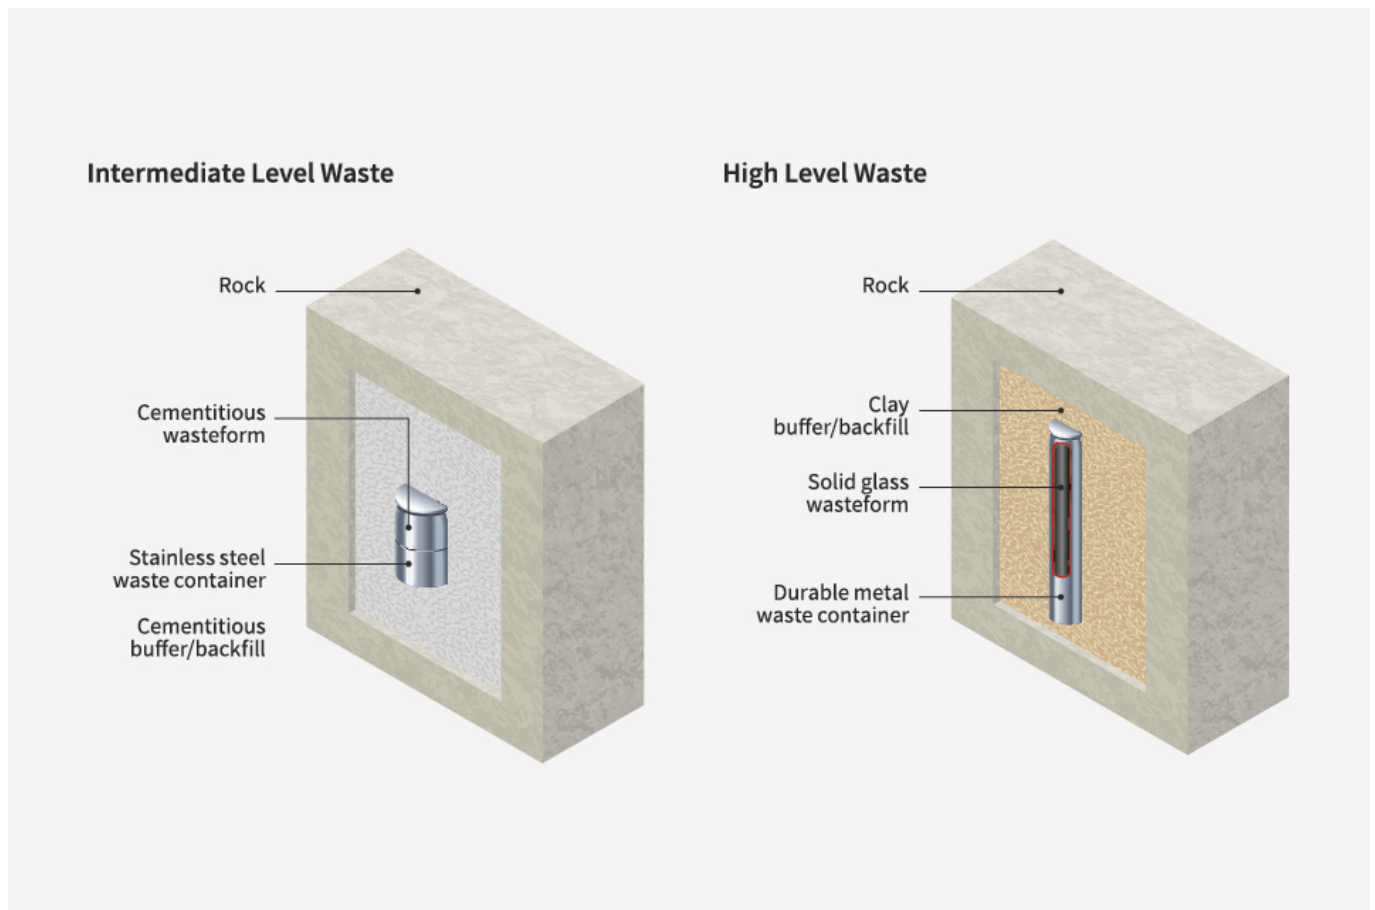 Intermediate Level Waste
Rock
Cementitious
wasteform
Stainless steel
waste container
Cementitious
buffer/backfill
High Level Waste
Rock
Clay
buffer/backfill
Solid glass
wasteform
Durable metal
waste container